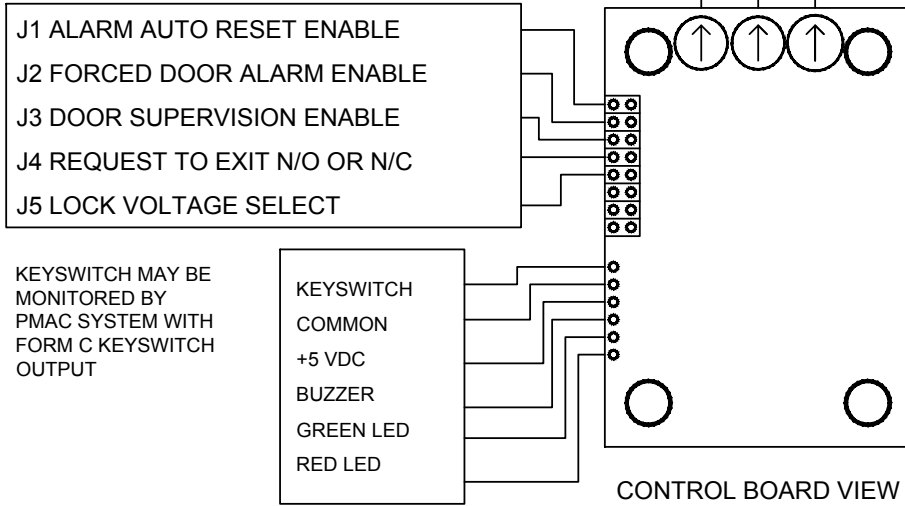 J1 ALARM AUTO RESET ENABLE
J2 FORCED DOOR ALARM ENABLE
J3 DOOR SUPERVISION ENABLE
J4 REQUEST TO EXIT N/O OR N/C
J5 LOCK VOLTAGE SELECT
KEYSWITCH MAY BE
MONITORED BY
PMAC SYSTEM WITH
FORM C KEYSWITCH
OUTPUT
KEYSWITCH
COMMON
+5 VDC
BUZZER
GREEN LED
RED LED
CONTROL BOARD VIEW